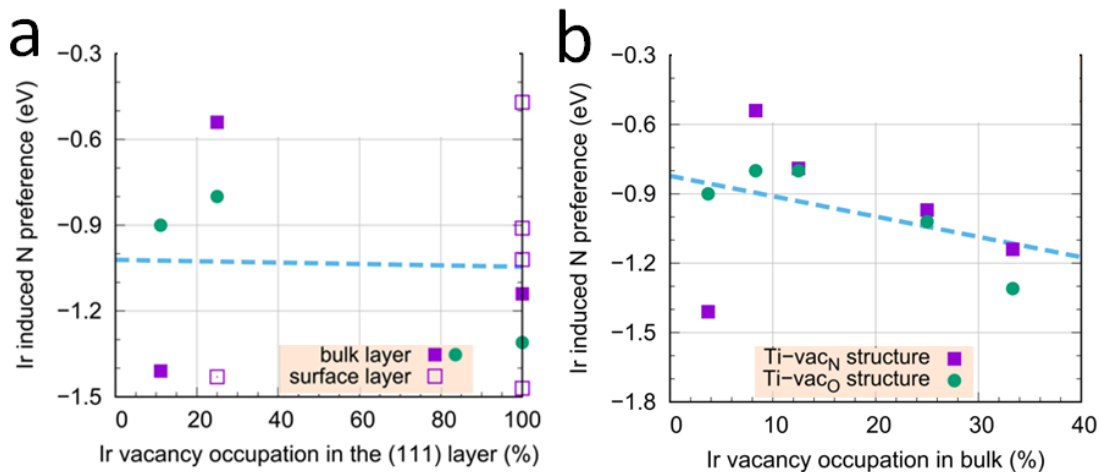 a
−0.3
−0.6
−0.9
−1.2
−1.5
Ir induced N preference (eV)
bulk layer
surface layer
0 20 40 60 80 100
Ir vacancy occupation in the (111) layer (%)
b
−0.3
−0.6
−0.9
−1.2
−1.5
−1.8
Ir induced N preference (eV)
Ti−vacN structure
Ti−vacO structure
0 10 20 30 40
Ir vacancy occupation in bulk (%)